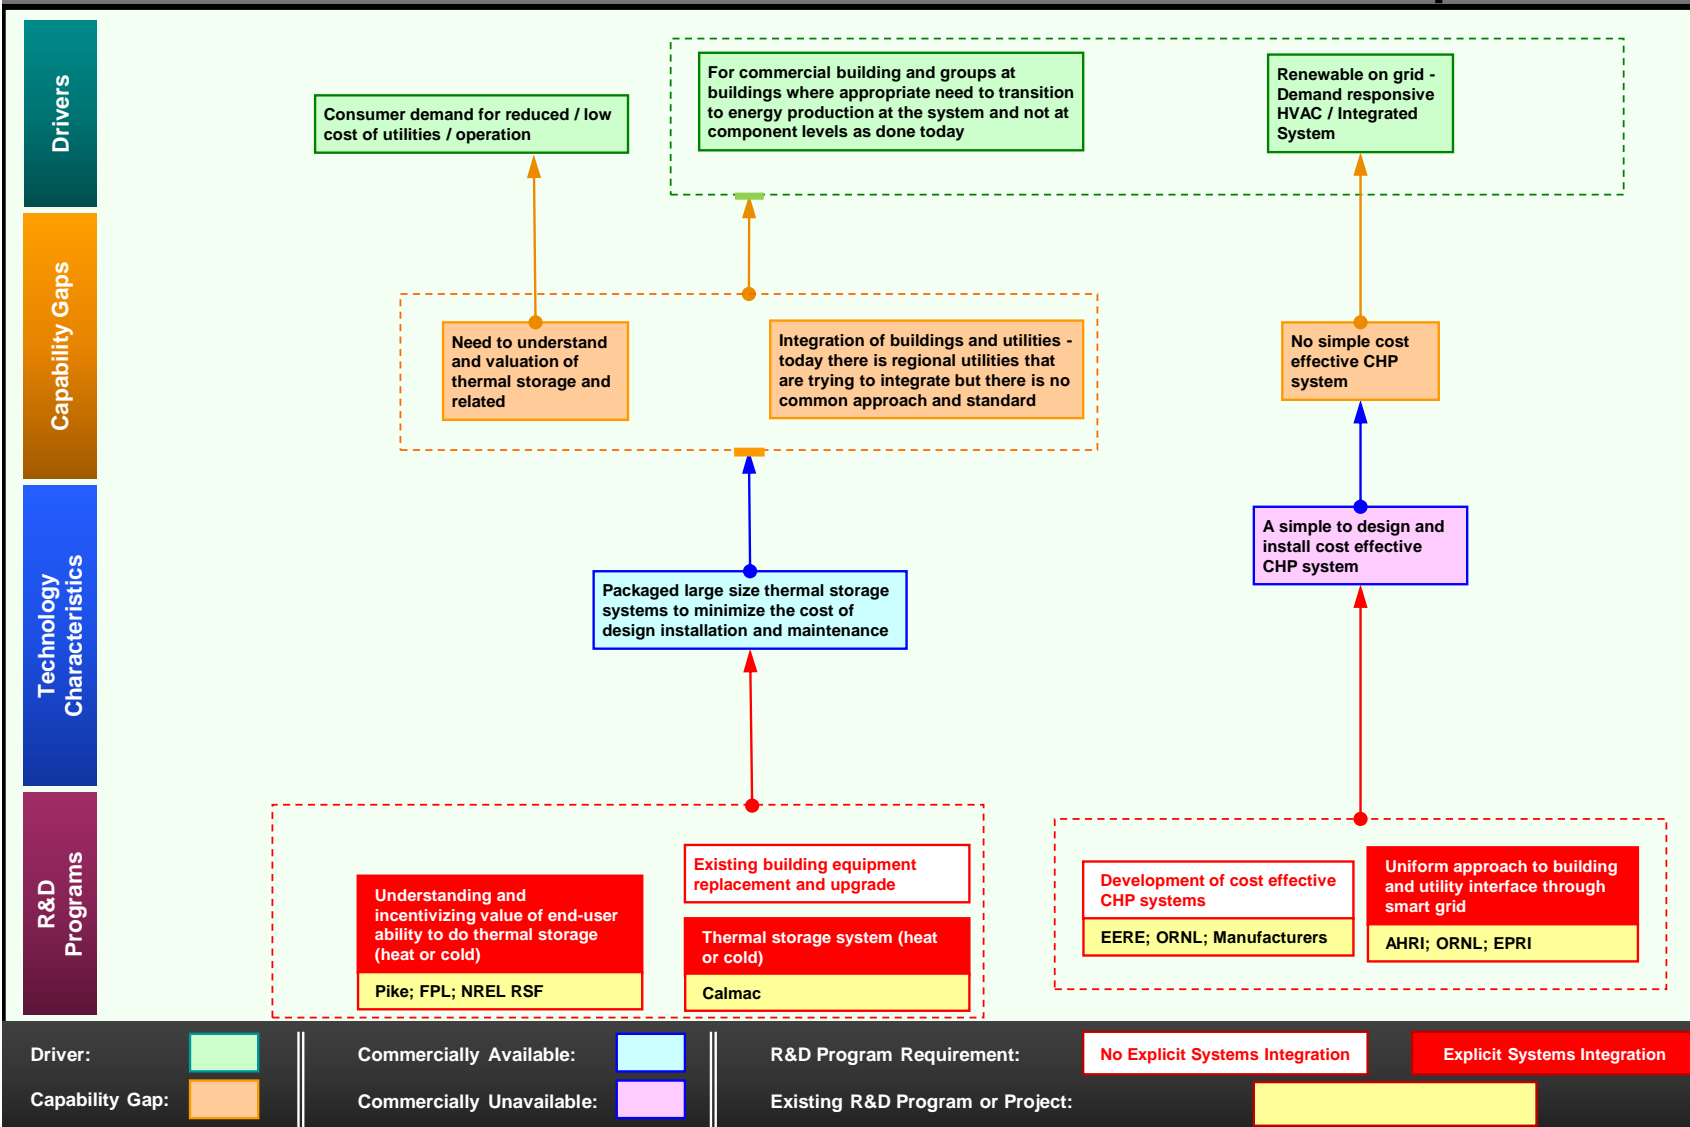 Drivers
Consumer demand for reduced / low
cost of utilities / operation
For commercial building and groups at
buildings where appropriate need to transition
to energy production at the system and not at
component levels as done today
Renewable on grid -
Demand responsive
HVAC / Integrated
System
Capability Gaps
Need to understand
and valuation of
thermal storage and
related
Integration of buildings and utilities -
today there is regional utilities that
are trying to integrate but there is no
common approach and standard
No simple cost
effective CHP
system
Technology
Characteristics
Packaged large size thermal storage
systems to minimize the cost of
design installation and maintenance
A simple to design and
install cost effective
CHP system
R&D
Programs
Understanding and
incentivizing value of end-user
ability to do thermal storage
(heat or cold)
Pike; FPL; NREL RSF
Existing building equipment
replacement and upgrade
Thermal storage system (heat
or cold)
Calmac
Development of cost effective
CHP systems
EERE; ORNL; Manufacturers
Uniform approach to building
and utility interface through
smart grid
AHRI; ORNL; EPRI
Driver:
Capability Gap:
Commercially Available:
Commercially Unavailable:
R&D Program Requirement:
No Explicit Systems Integration
Explicit Systems Integration
Existing R&D Program or Project: